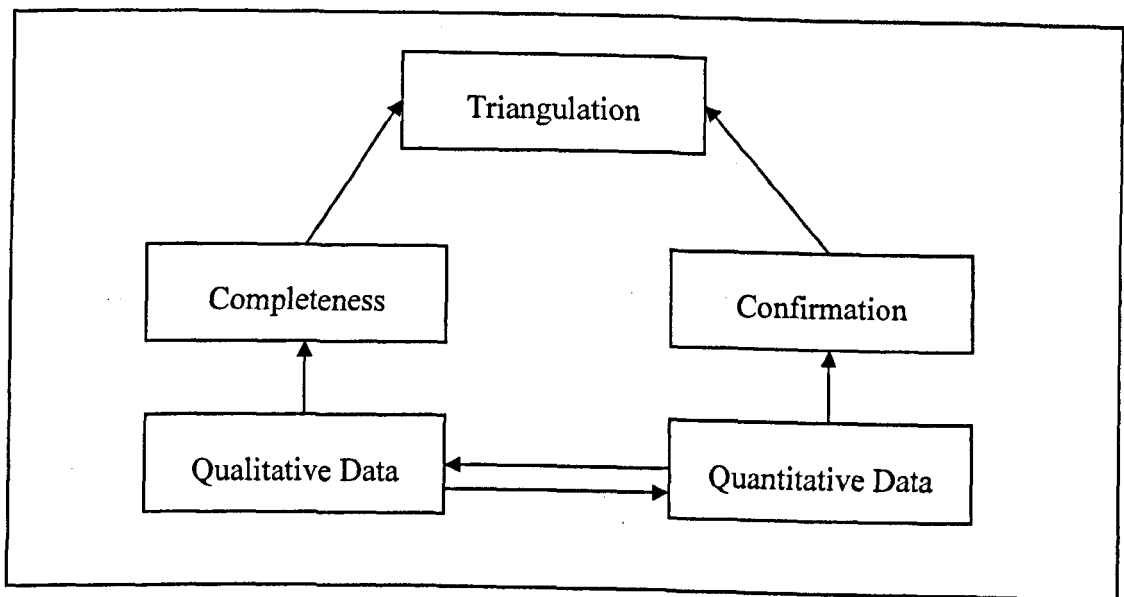 Triangulation
Completeness
Confirmation
Qualitative Data
Quantitative Data